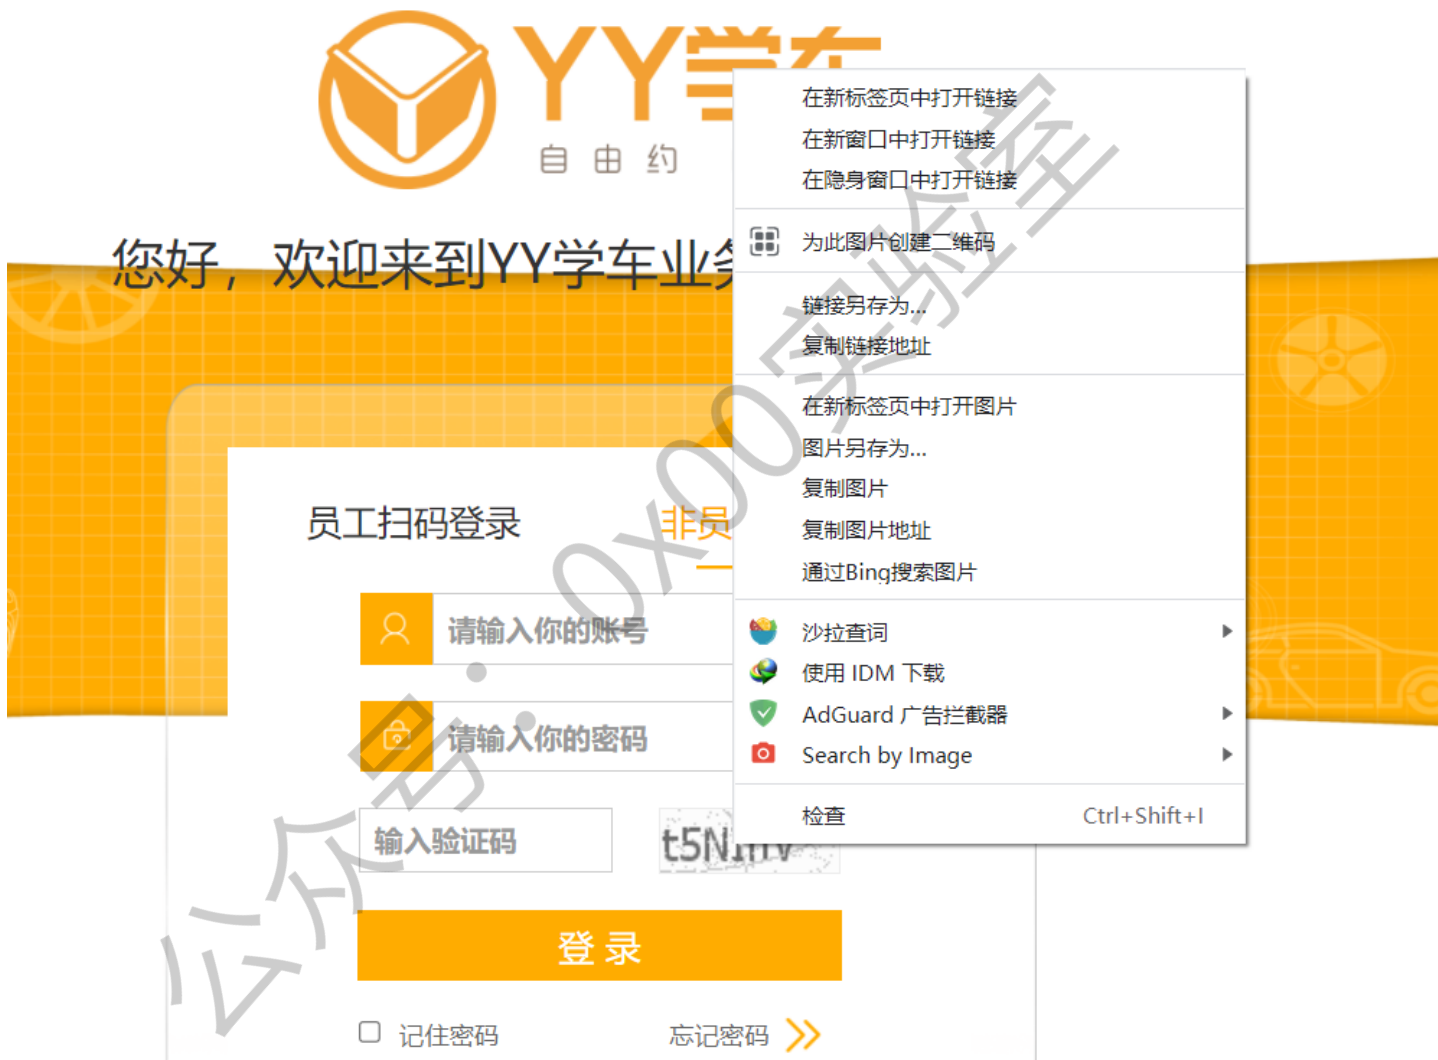 YY学车
自由约
您好，欢迎来到YY学车业务
员工扫码登录
非员
请输入你的账号
请输入你的密码
输入验证码
登录
记住密码
忘记密码
在新标签页中打开链接
在新窗口中打开链接
在隐身窗口中打开链接
为此图片创建二维码
链接另存为...
复制链接地址
在新标签页中打开图片
图片另存为...
复制图片
复制图片地址
通过Bing搜索图片
沙拉查词
使用 IDM 下载
AdGuard 广告拦截器
Search by Image
检查 Ctrl+Shift+I
公众号：0x00实验室